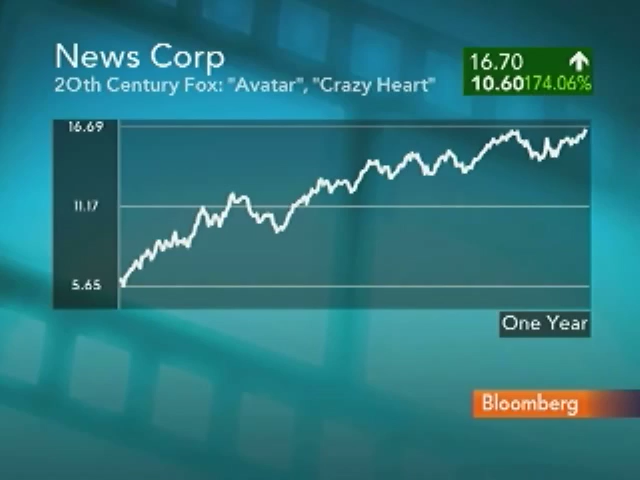 News Corp
20th Century Fox: "Avatar", "Crazy Heart"
16.70
10.60 174.06%
16.69
11.17
5.65
One Year
Bloomberg